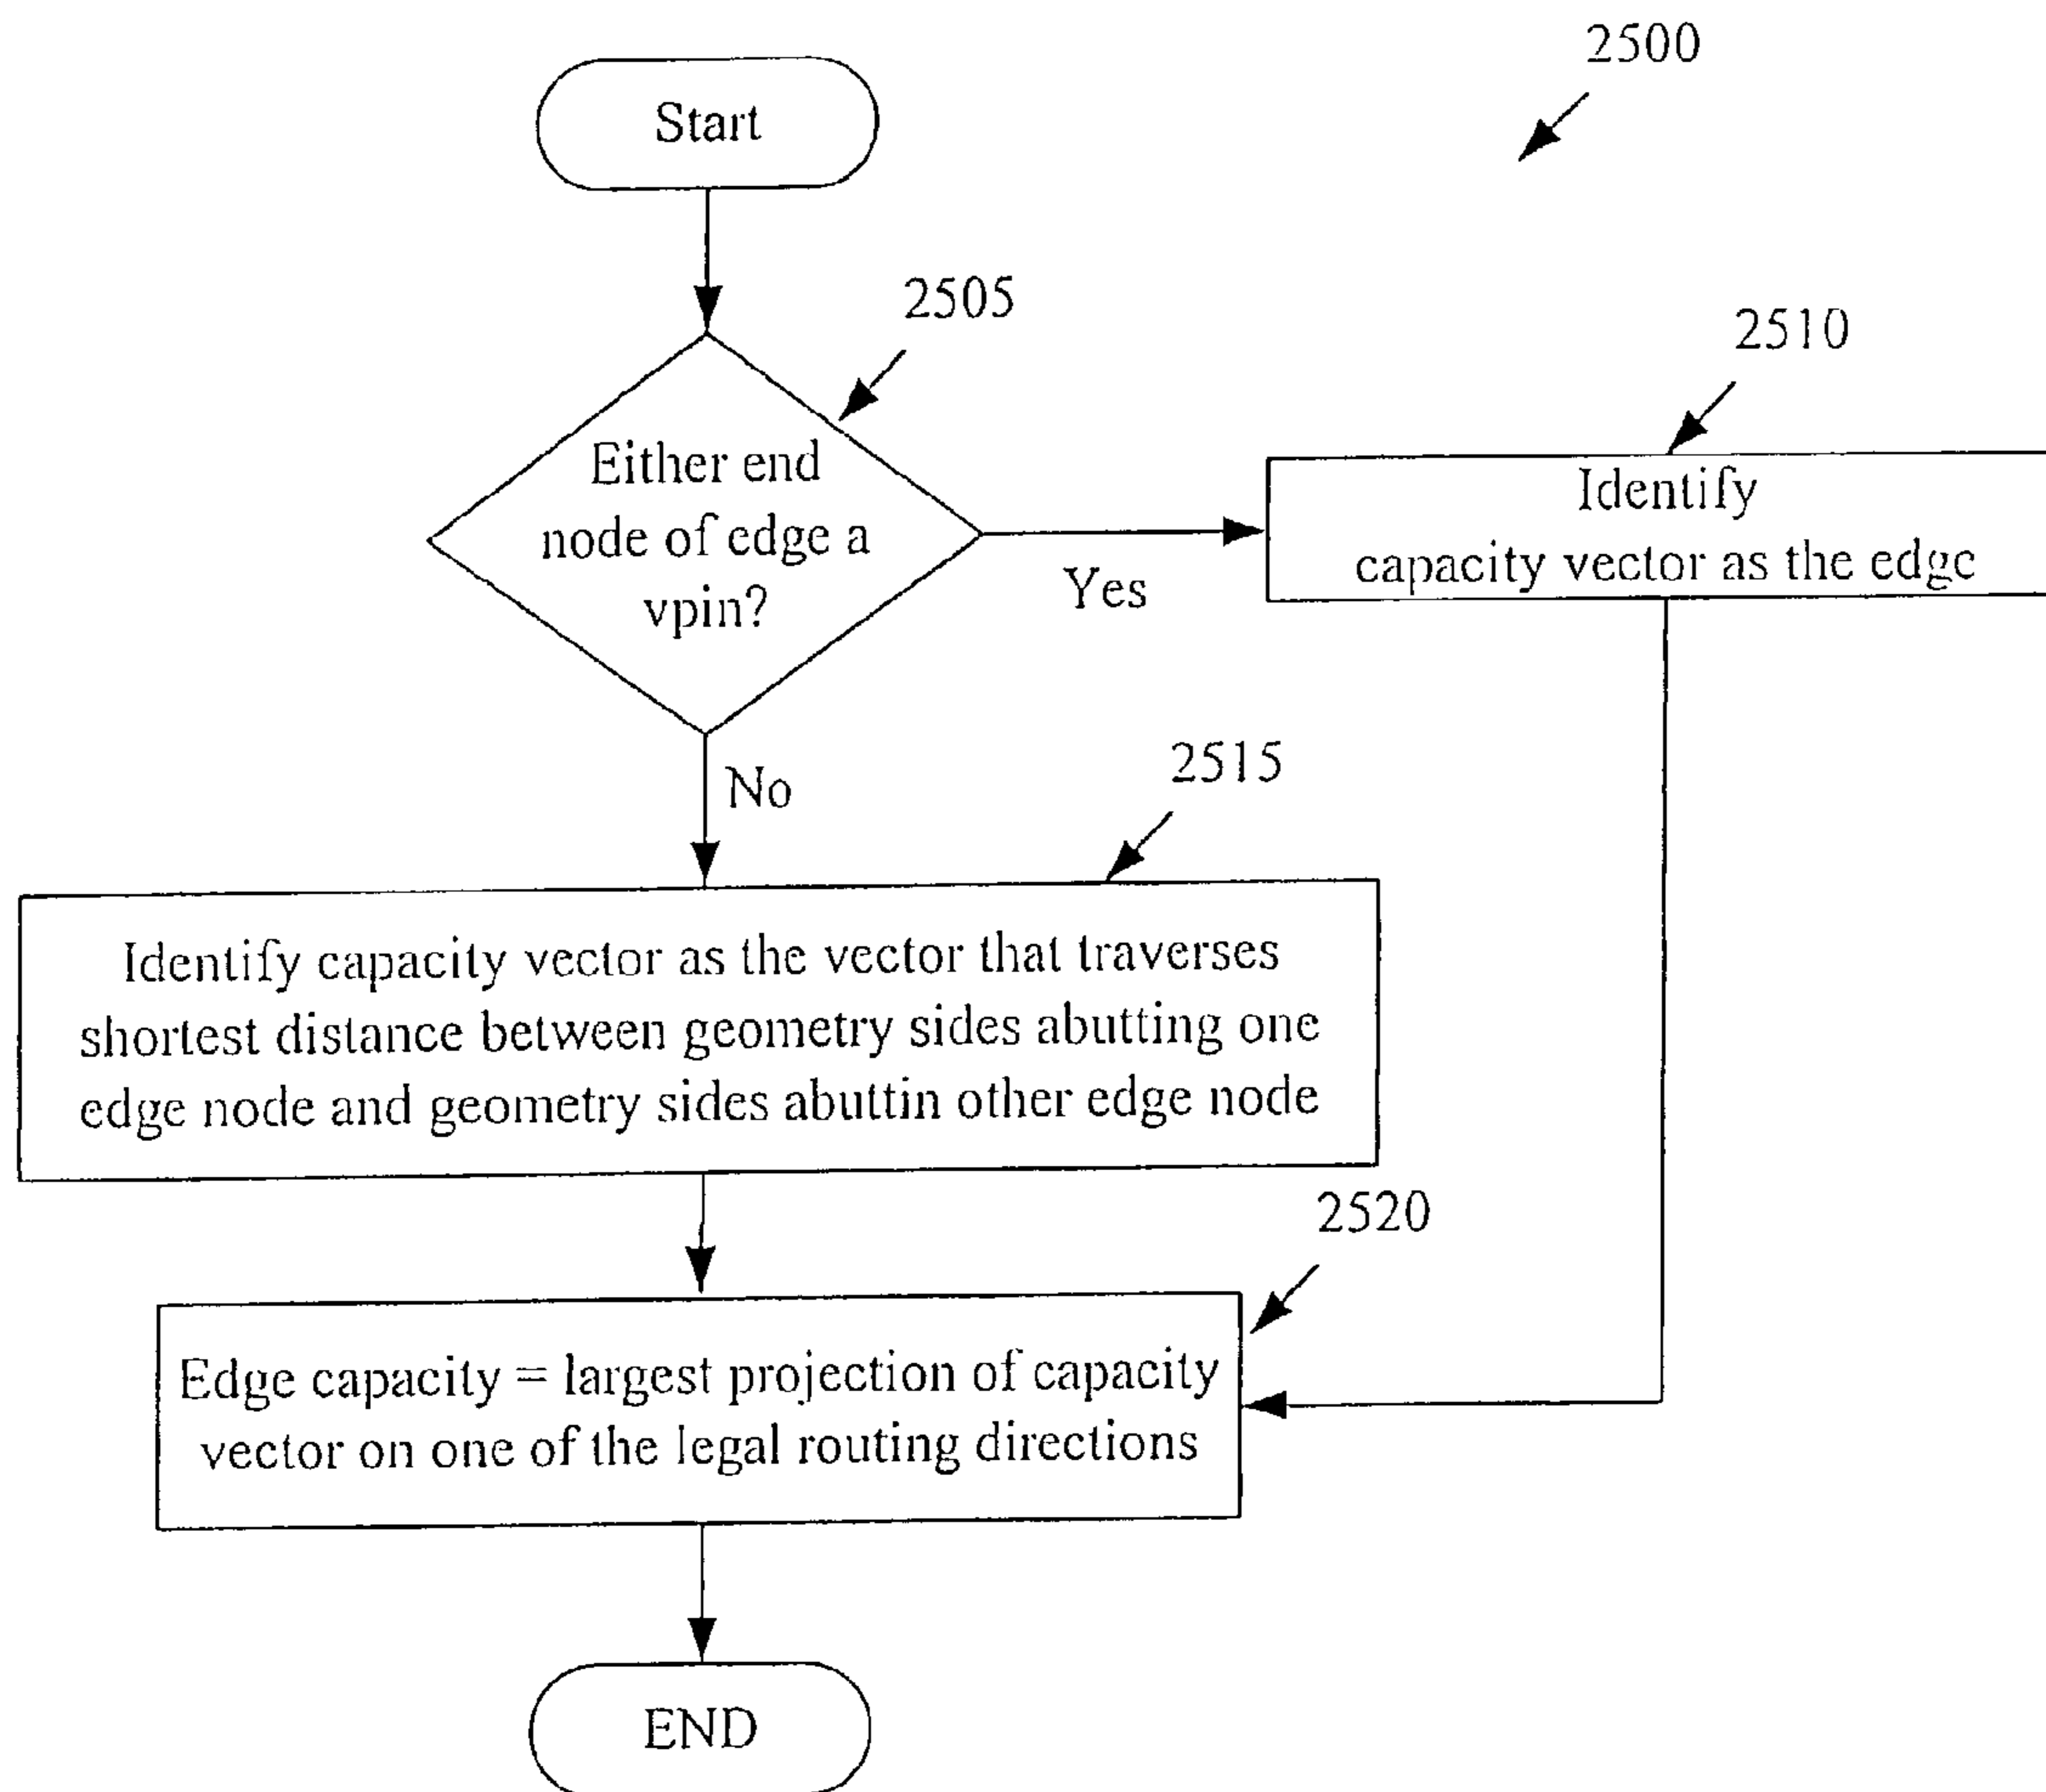 2500
Start
2505
Either end
node of edge a
vpin?
2510
Identify
capacity vector as the edge
Yes
No
2515
Identify capacity vector as the vector that traverses
shortest distance between geometry sides abutting one
edge node and geometry sides abuttin other edge node
2520
Edge capacity = largest projection of capacity
vector on one of the legal routing directions
END